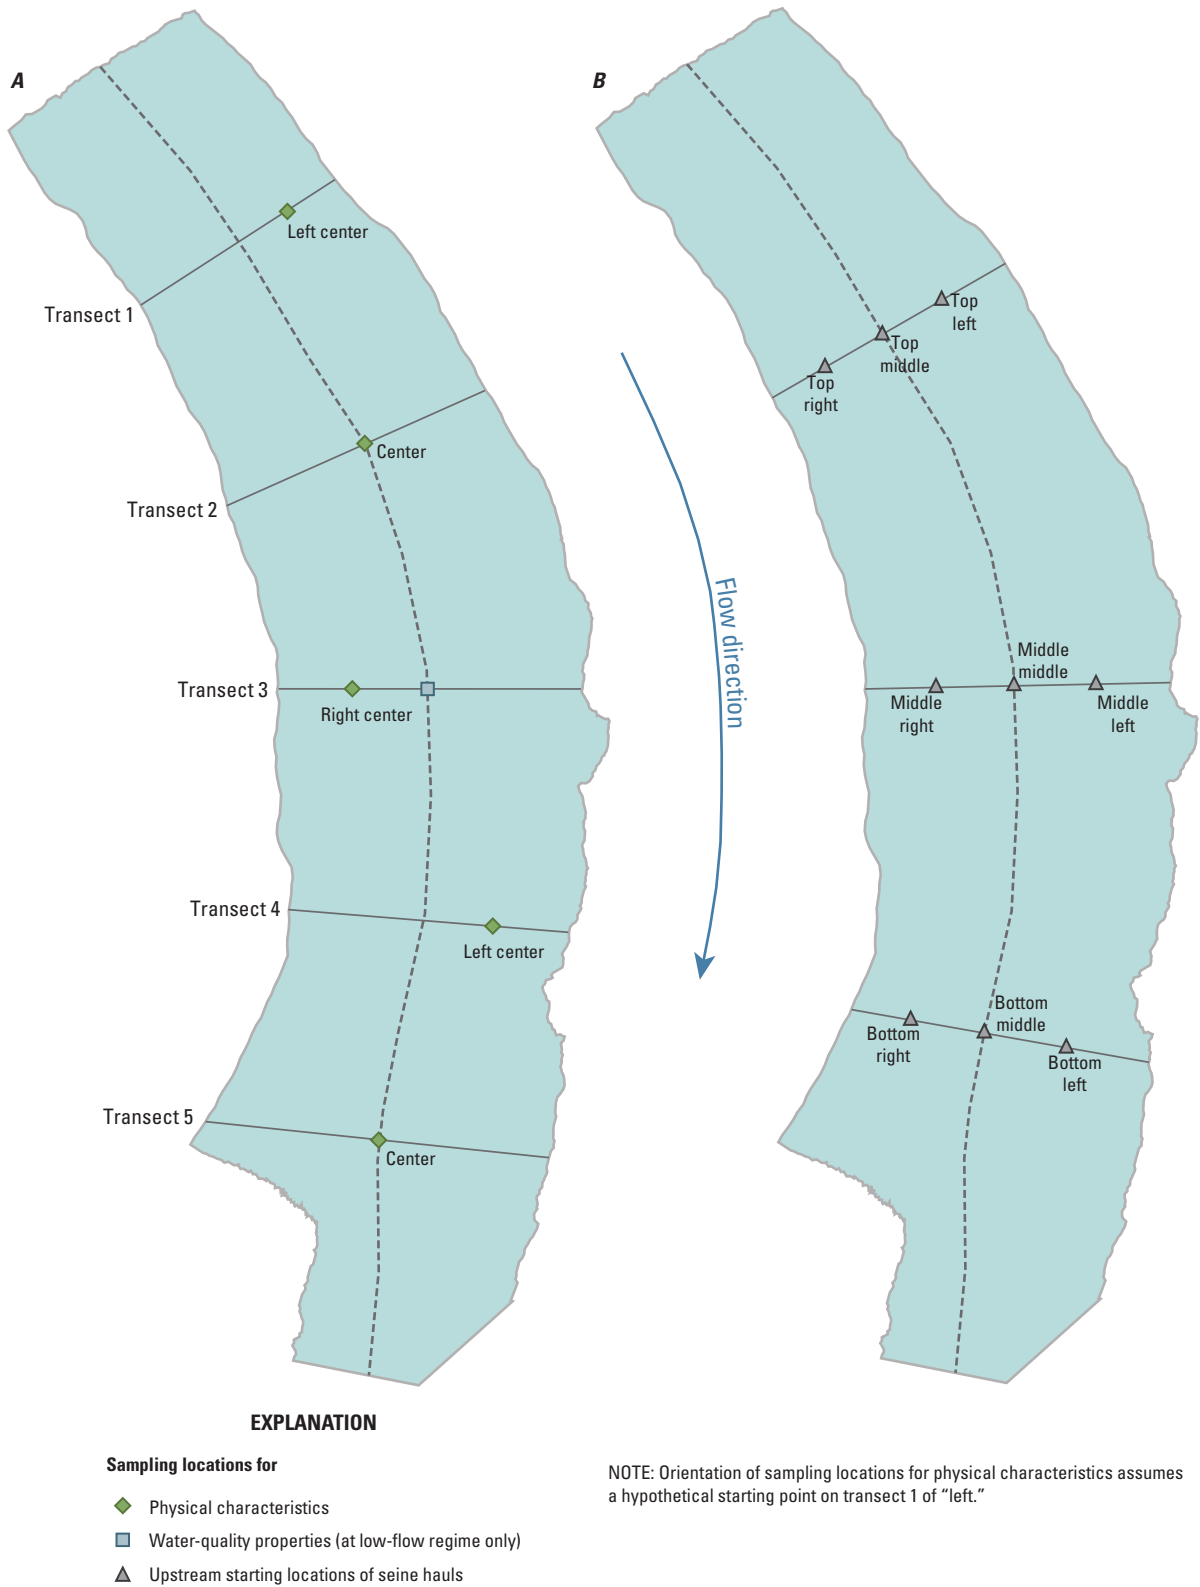 A
B
Left center
Transcect 1
Top
left
Top
middle
Top
right
Center
Transect 2
Flow direction
Transect 3
Right center
Middle
middle
Middle
right
Middle
left
Transect 4
Left center
Bottom
middle
Bottom
right
Bottom
left
Transect 5
Center
EXPLANATION
Sampling locations for
Physical characteristics
Water-quality properties (at low-flow regime only)
Upstream starting locations of seine hauls
NOTE: Orientation of sampling locations for physical characteristics assumes
a hypothetical starting point on transect 1 of “left.”